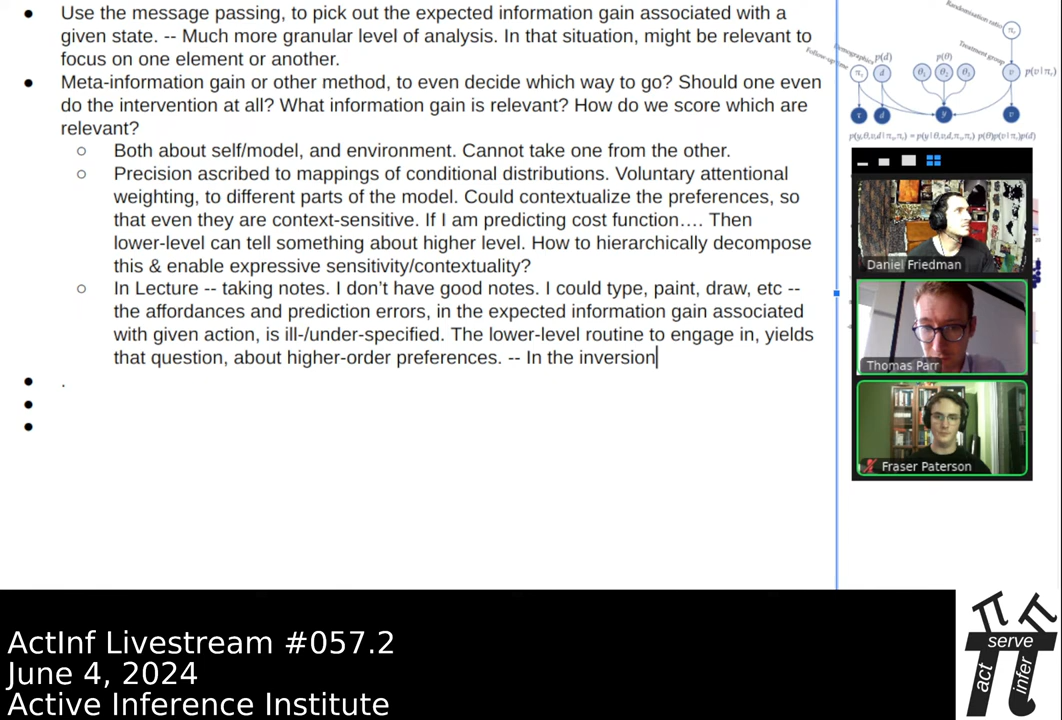 ● Use the message passing, to pick out the expected information gain associated with a
given state. -- Much more granular level of analysis. In that situation, might be relevant to
focus on one element or another.
● Meta-information gain or other method, to even decide which way to go? Should one even
do the intervention at all? What information gain is relevant? How do we score which are
relevant?
○ Both about self/model, and environment. Cannot take one from the other.
○ Precision ascribed to mappings of conditional distributions. Voluntary attentional
weighting, to different parts of the model. Could contextualize the preferences, so
that even they are context-sensitive. If I am predicting cost function…. Then
lower-level can tell something about higher level. How to hierarchically decompose
this & enable expressive sensitivity/contextuality?
○ In Lecture -- taking notes. I don’t have good notes. I could type, paint, draw, etc --
the affordances and prediction errors, in the expected information gain associated
with given action, is ill-/under-specified. The lower-level routine to engage in, yields
that question, about higher-order preferences. -- In the inversion
● .
●
●
Randomisation ratio
Treatment group
Follow-up time
p(d)
p(θ)
d
θ₁ θ₂ θ₃
d
y
Daniel Friedman
Thomas Parr
Fraser Paterson
ActInf Livestream #057.2
June 4, 2024
Active Inference Institute
serve
act
infer